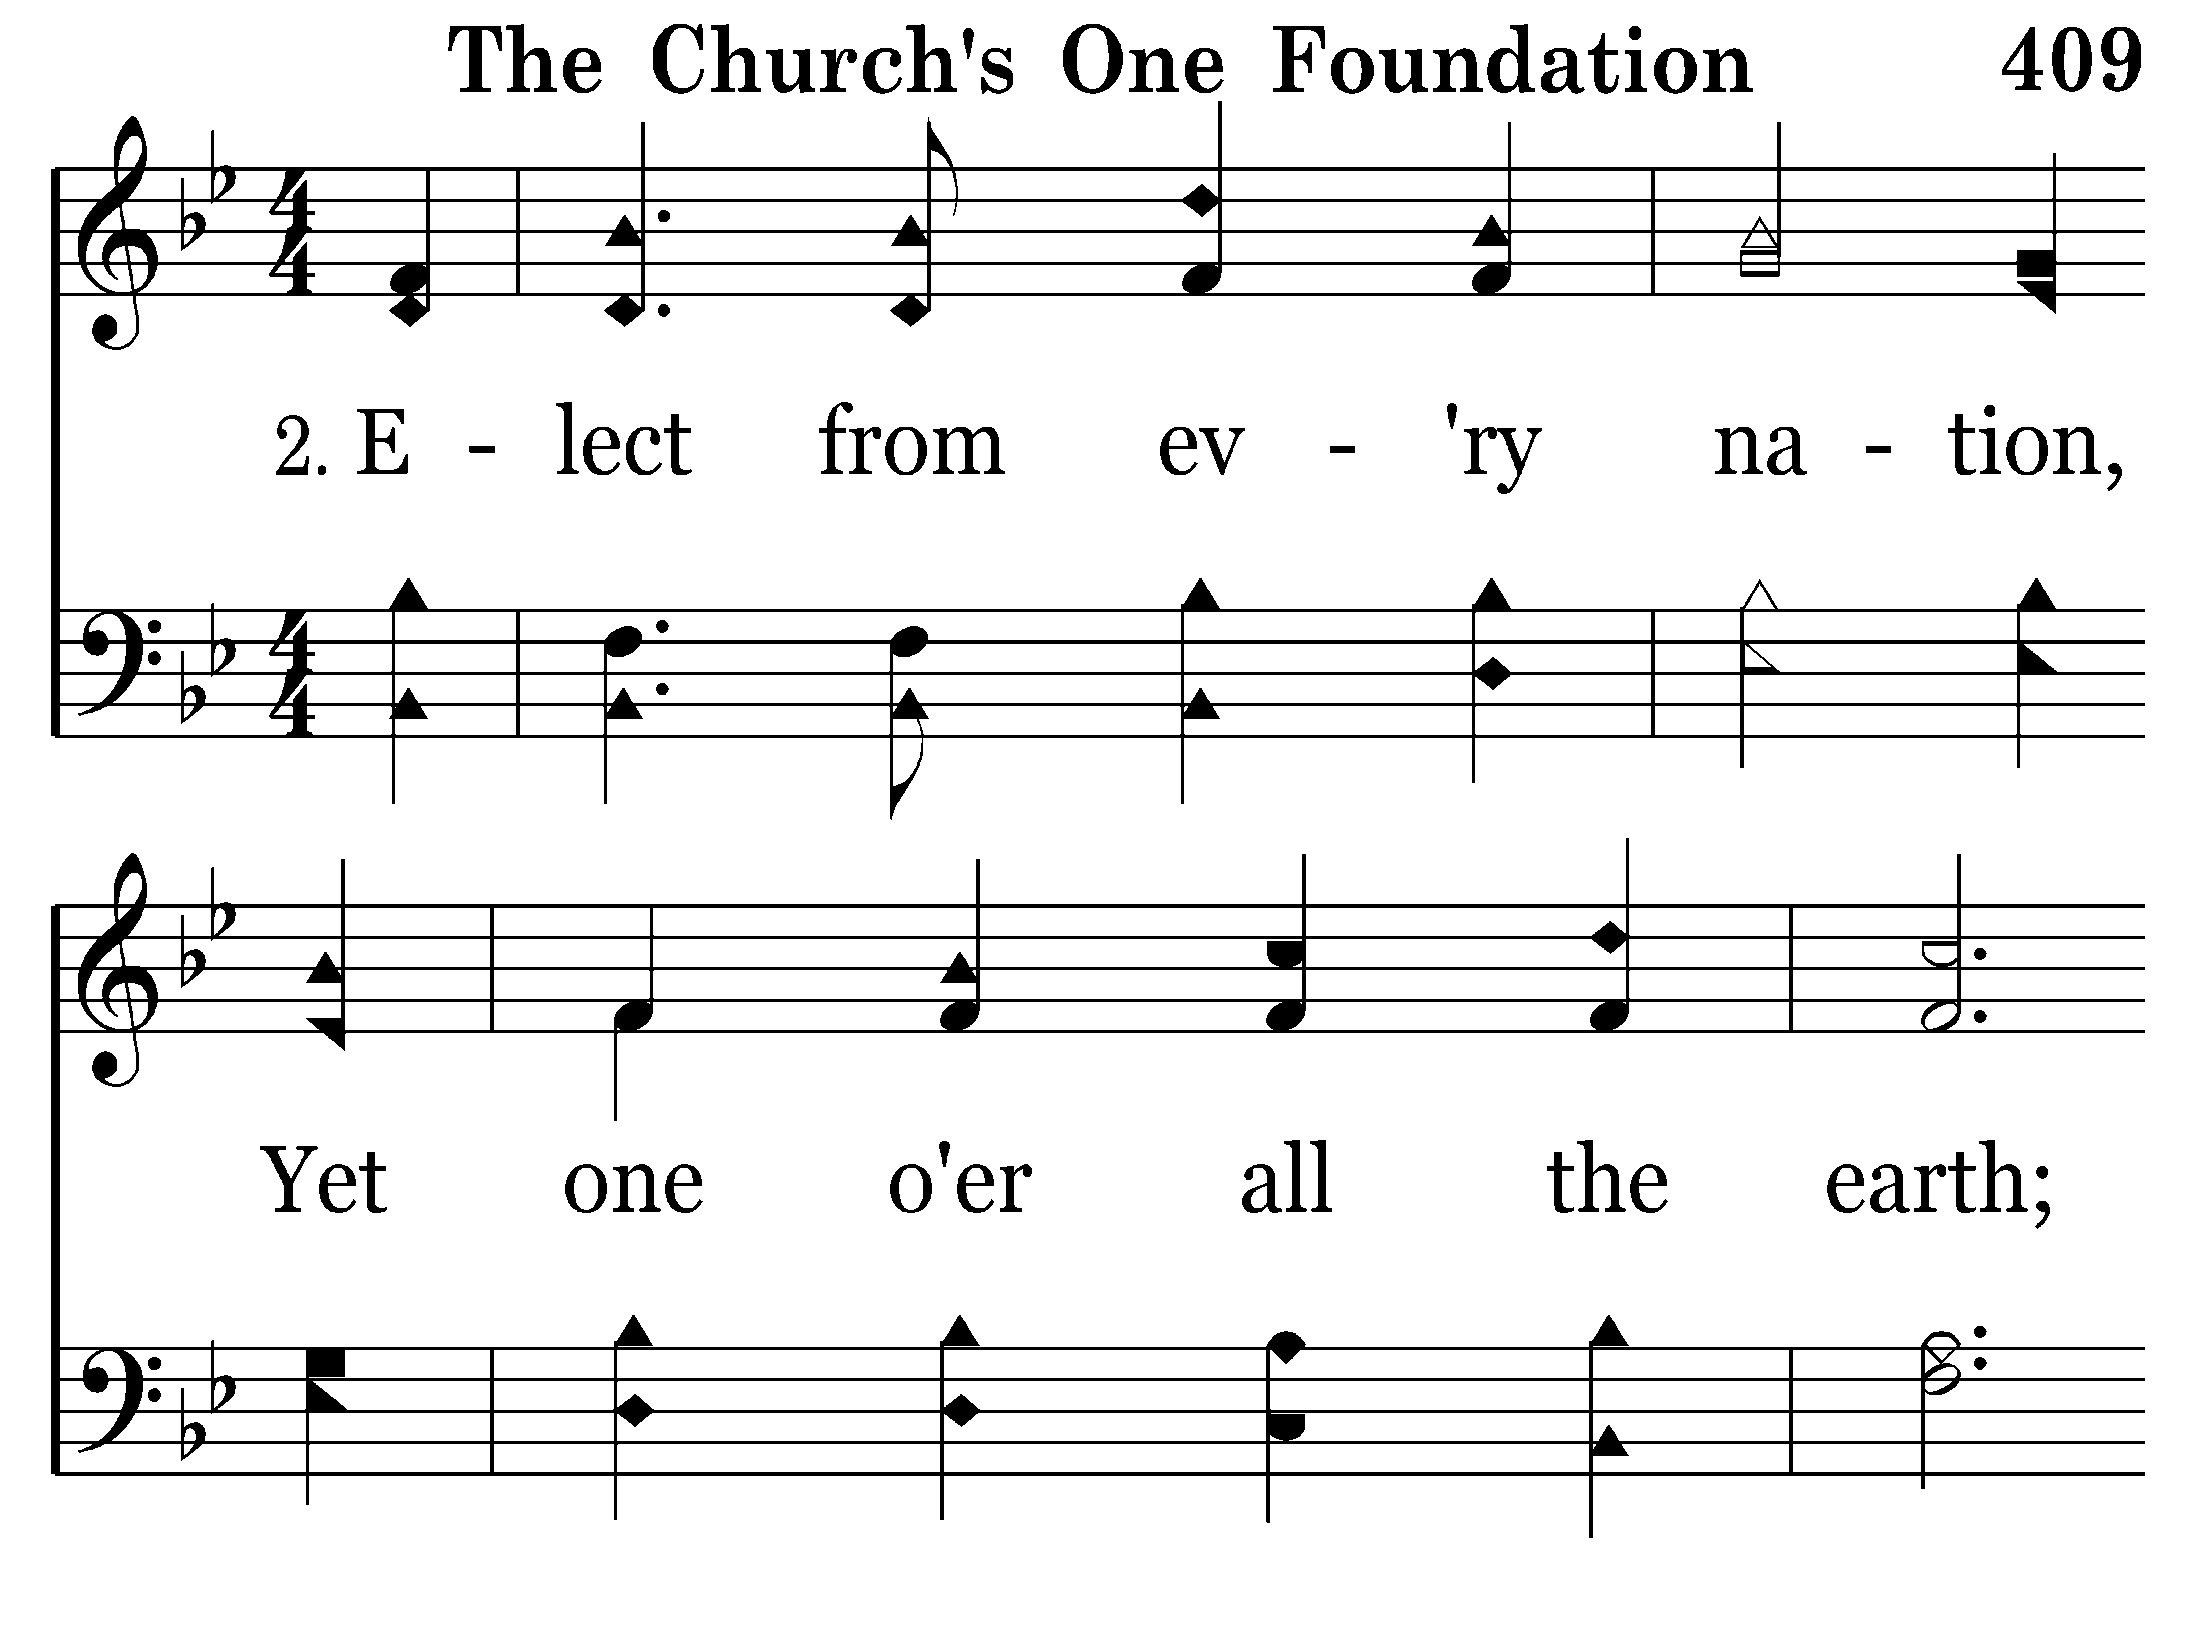 The Church's One Foundation 409
2. E - lect from ev - 'ry na - tion,
Yet one o'er all the earth;